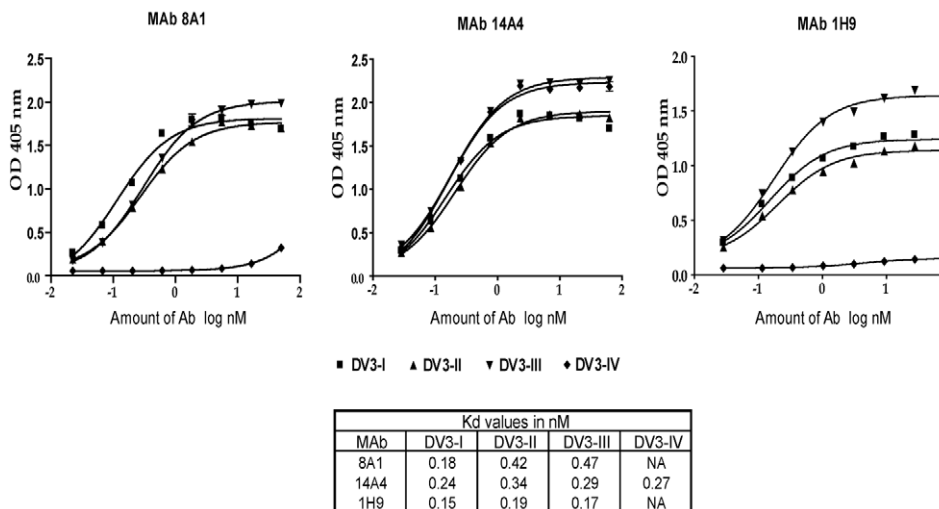 MAb 8A1
MAb 14A4
MAb 1H9
OD 405 nm
2.5
2.0
1.5
1.0
0.5
0.0
-2 -1 0 1 2
Amount of Ab log nM
OD 405 nm
2.5
2.0
1.5
1.0
0.5
0.0
-2 -1 0 1 2
Amount of Ab log nM
OD 405 nm
2.0
1.5
1.0
0.5
0.0
-2 -1 0 1
Amount of Ab log nM
DV3-I DV3-II DV3-III DV3-IV
Kd values in nM
MAb DV3-I DV3-II DV3-III DV3-IV
8A1 0.18 0.42 0.47 NA
14A4 0.24 0.34 0.29 0.27
1H9 0.15 0.19 0.17 NA